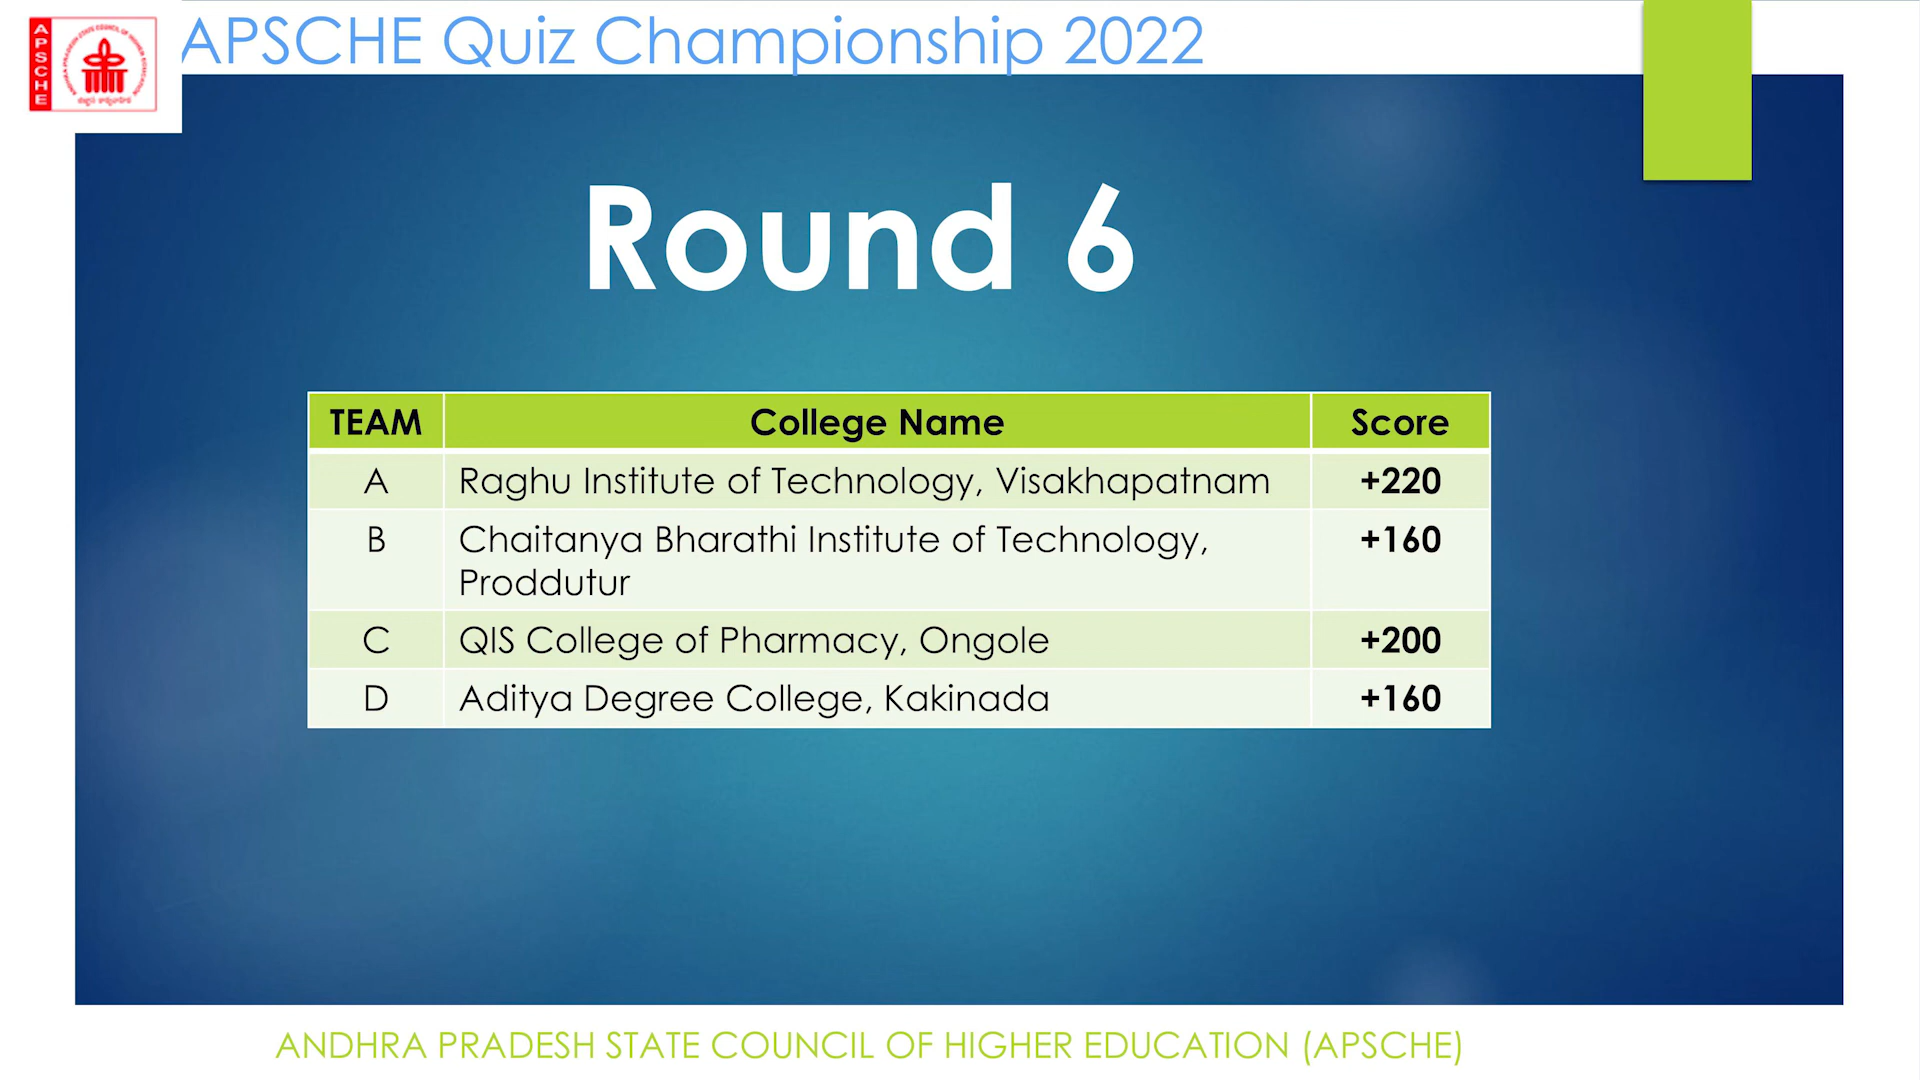 APSCHE
APSCHE Quiz Championship 2022
Round 6
TEAM College Name Score
A Raghu Institute of Technology, Visakhapatnam +220
B Chaitanya Bharathi Institute of Technology, +160
Proddutur
C QIS College of Pharmacy, Ongole +200
D Aditya Degree College, Kakinada +160
ANDHRA PRADESH STATE COUNCIL OF HIGHER EDUCATION (APSCHE)